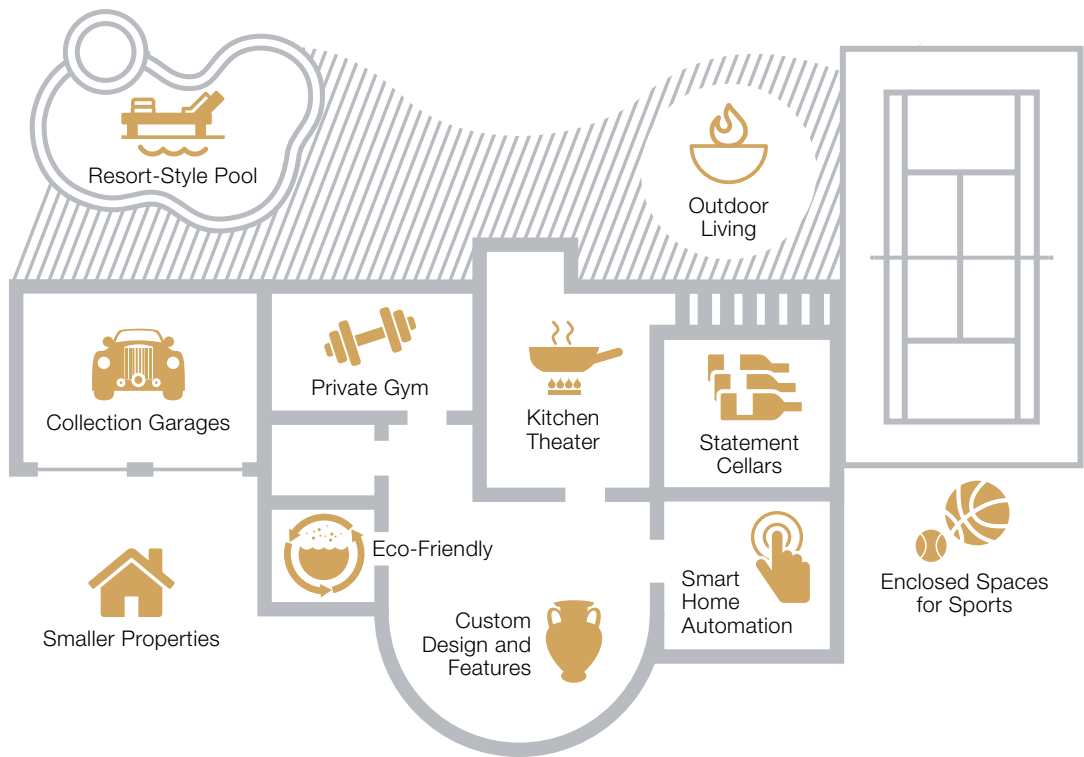 Resort-Style Pool
Outdoor
Living
Collection Garages
Private Gym
Kitchen
Theater
Statement
Cellars
Eco-Friendly
Smart
Home
Automation
Enclosed Spaces
for Sports
Smaller Properties
Custom
Design and
Features